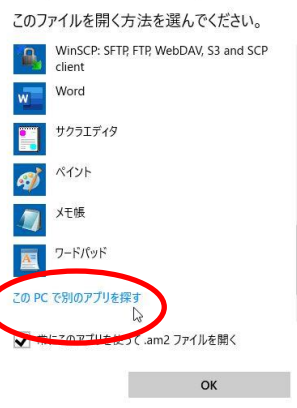 このファイルを開く方法を選んでください。
WinSCP: SFTP, FTP, WebDAV, S3 and SCP
client
Word
サクラエディタ
ペイント
メモ帳
ワードパッド
この PC で別のアプリを探す
常にこのアプリを使って .am2 ファイルを開く
OK